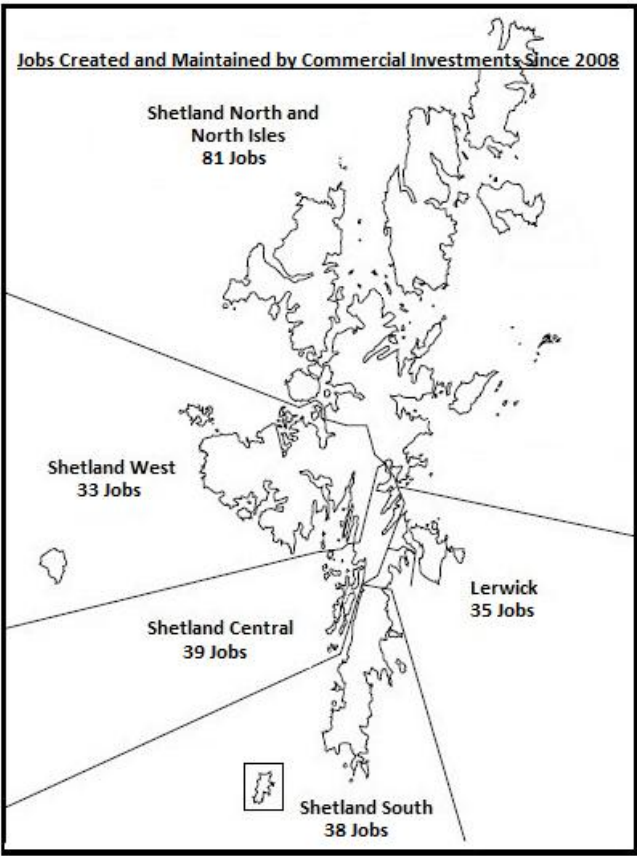 Jobs Created and Maintained by Commercial Investments Since 2008
Shetland North and
North Isles
81 Jobs
Shetland West
33 Jobs
Lerwick
35 Jobs
Shetland Central
39 Jobs
Shetland South
38 Jobs